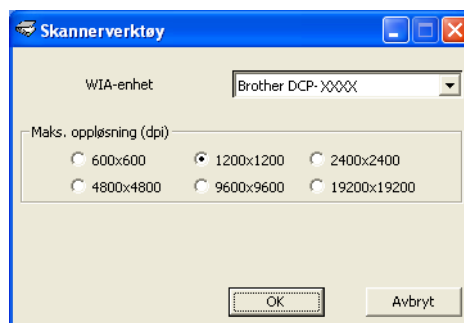 Skannerverktøy
WIA-enhet Brother DCP-XXXX
Maks. oppløsning (dpi)
600x600 1200x1200 2400x2400
4800x4800 9600x9600 19200x19200
OK Avbryt